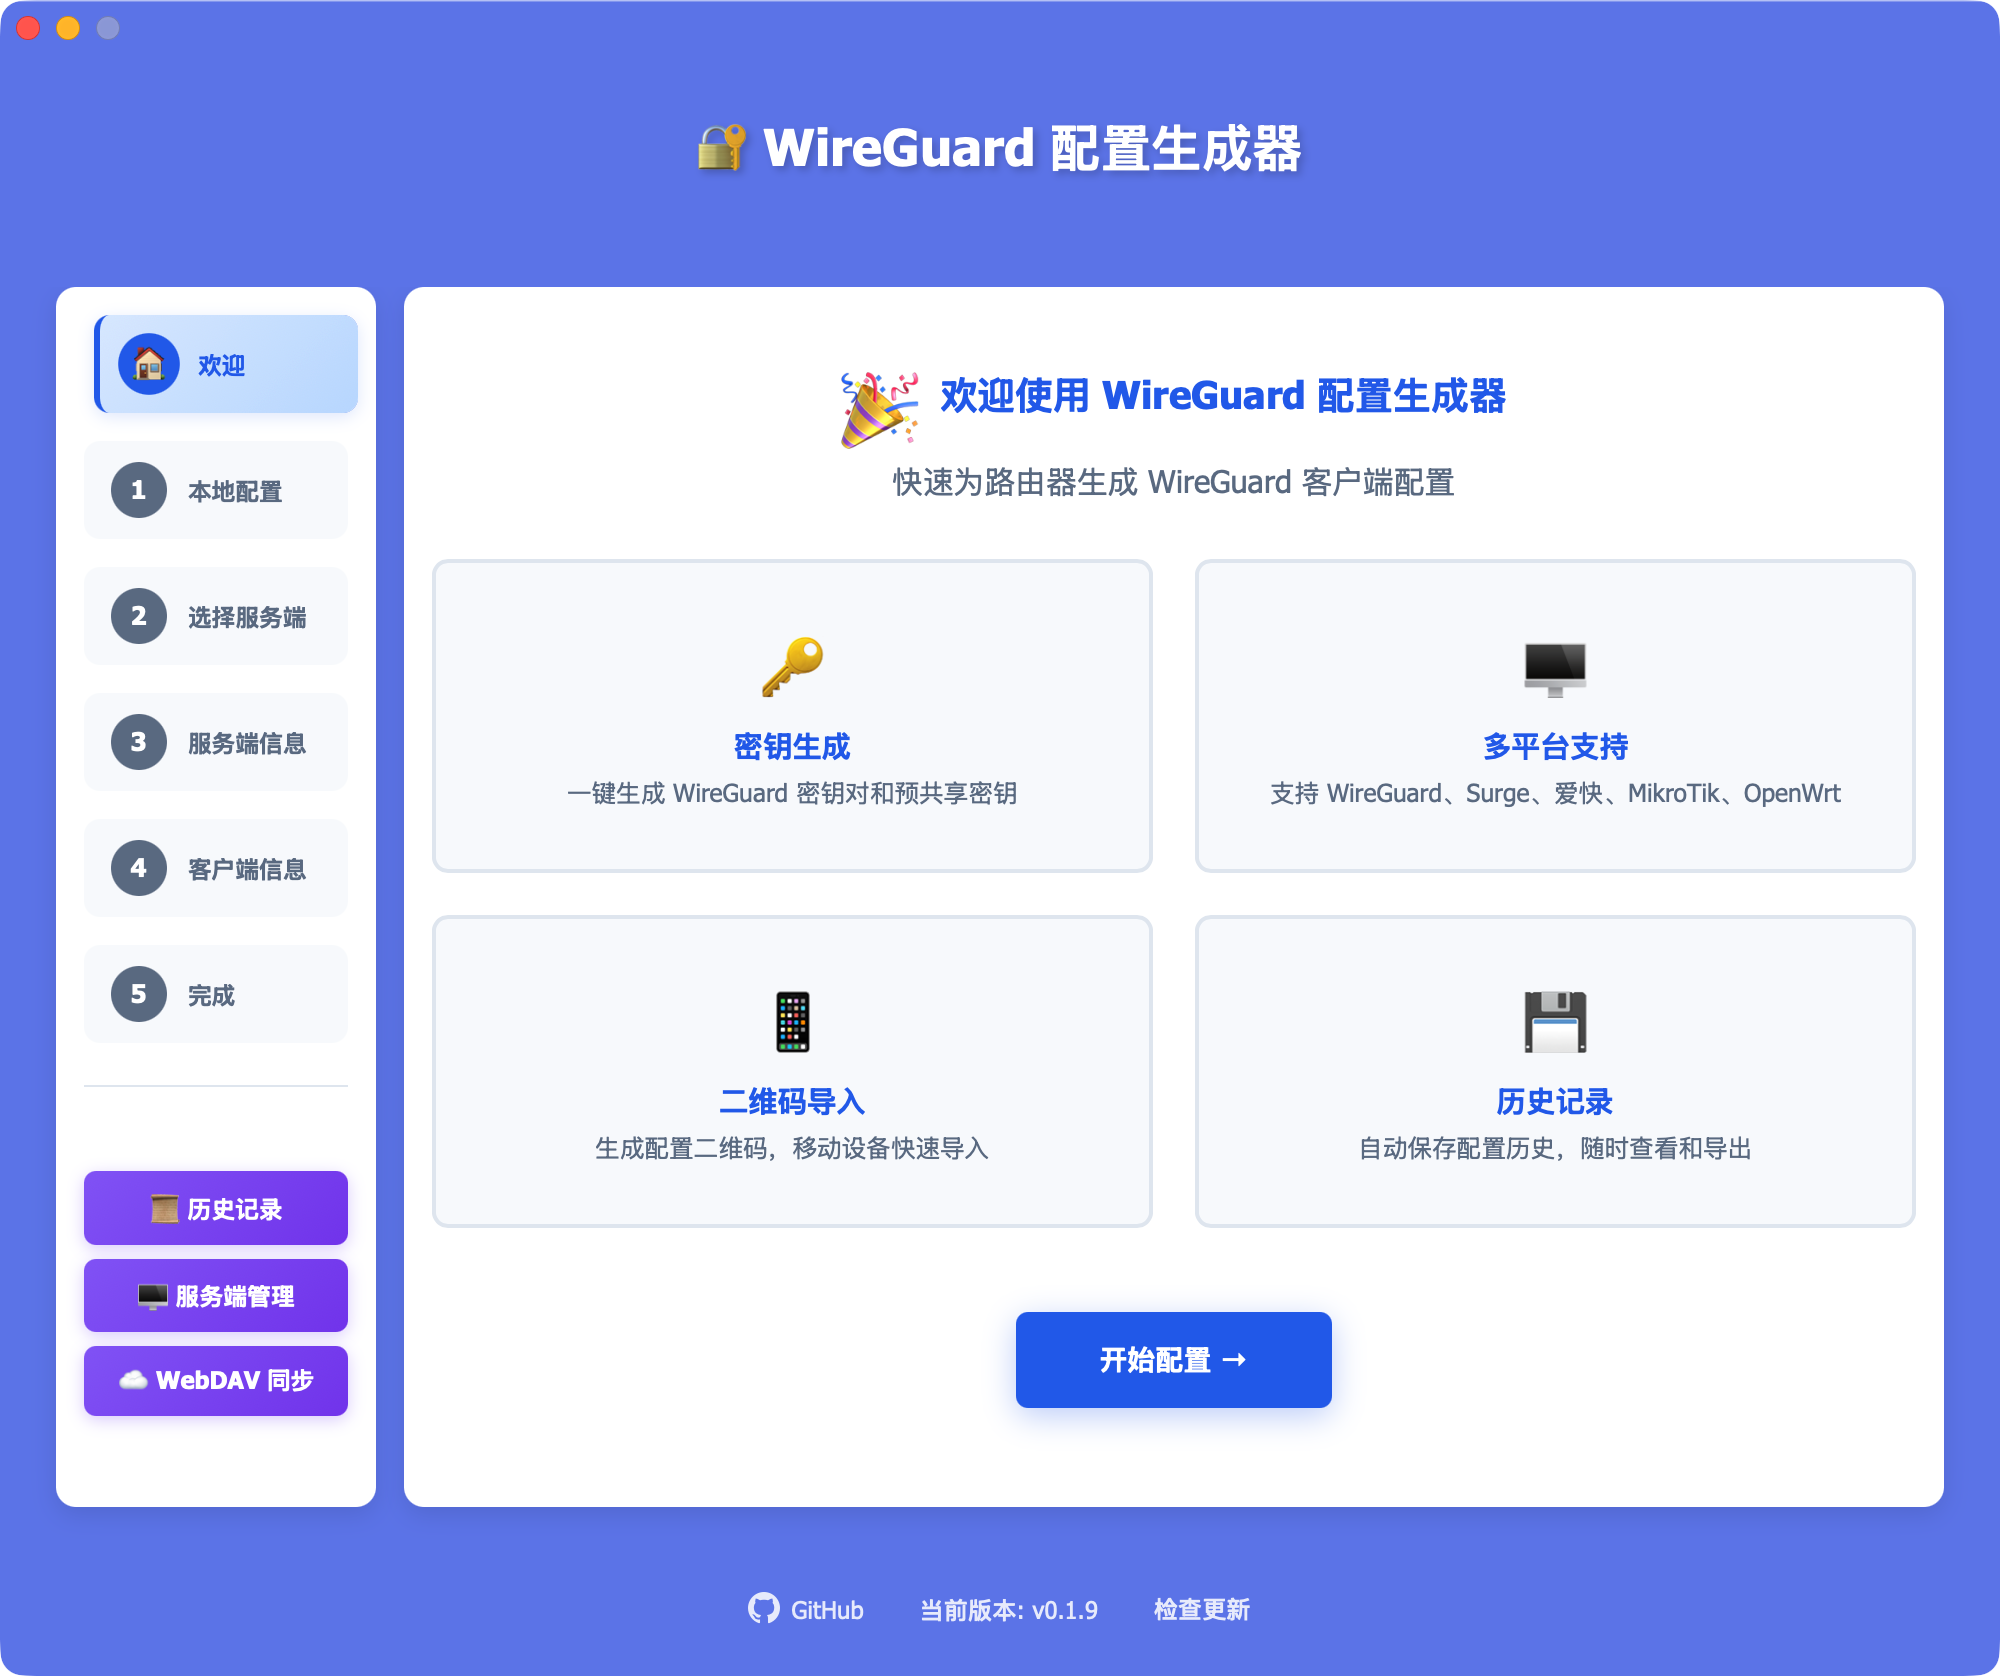 WireGuard 配置生成器
欢迎
1 本地配置
2 选择服务端
3 服务端信息
4 客户端信息
5 完成
历史记录
服务端管理
WebDAV 同步
欢迎使用 WireGuard 配置生成器
快速为路由器生成 WireGuard 客户端配置
密钥生成
一键生成 WireGuard 密钥对和预共享密钥
多平台支持
支持 WireGuard、Surge、爱快、MikroTik、OpenWrt
二维码导入
生成配置二维码，移动设备快速导入
历史记录
自动保存配置历史，随时查看和导出
开始配置 →
GitHub 当前版本: v0.1.9 检查更新